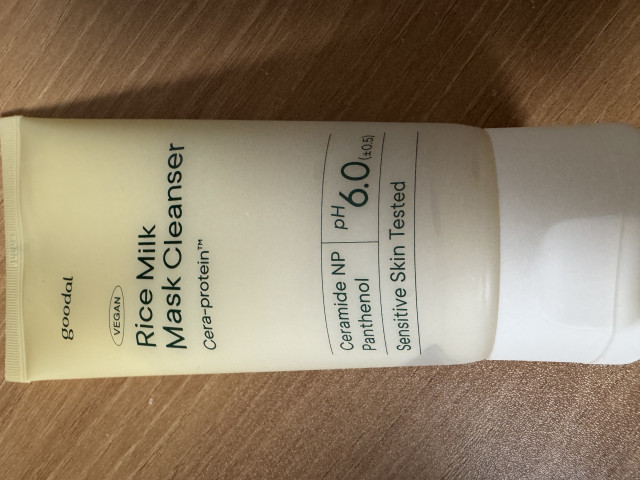 goodal
VEGAN
Rice Milk
Mask Cleanser
Cera-protein™
Ceramide NP
Panthenol
pH 6.0 (±0.5)
Sensitive Skin Tested